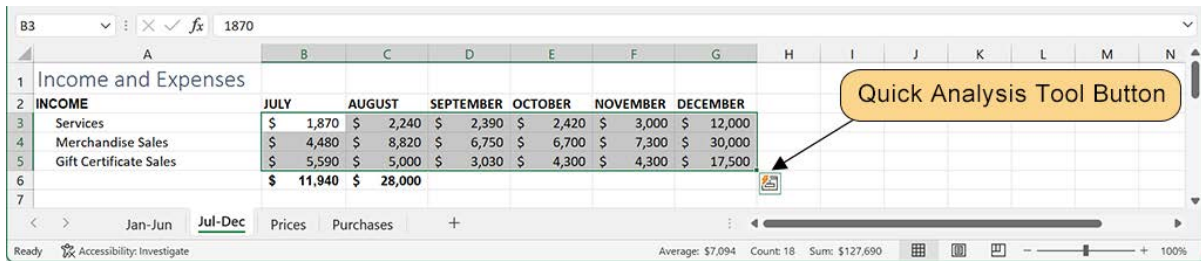 B3 fx 1870
A B C D E F G H I J K L M N
1 Income and Expenses
2 INCOME JULY AUGUST SEPTEMBER OCTOBER NOVEMBER DECEMBER
3 Services $ 1,870 $ 2,240 $ 2,390 $ 2,420 $ 3,000 $ 12,000
4 Merchandise Sales $ 4,480 $ 8,820 $ 6,750 $ 6,700 $ 7,300 $ 30,000
5 Gift Certificate Sales $ 5,590 $ 5,000 $ 3,030 $ 4,300 $ 4,300 $ 17,500
6 $ 11,940 $ 28,000
7
Quick Analysis Tool Button
Jan-Jun Jul-Dec Prices Purchases +
Ready Accessibility: Investigate Average: $7,094 Count: 18 Sum: $127,690 - + 100%